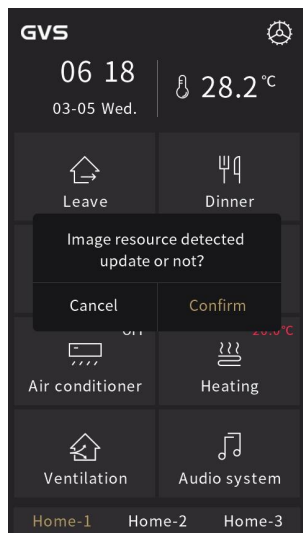 GVS
06 18
03-05 Wed.
28.2°C
Leave
Dinner
Image resource detected
update or not?
Cancel
Confirm
Air conditioner
Heating
Ventilation
Audio system
Home-1
Home-2
Home-3